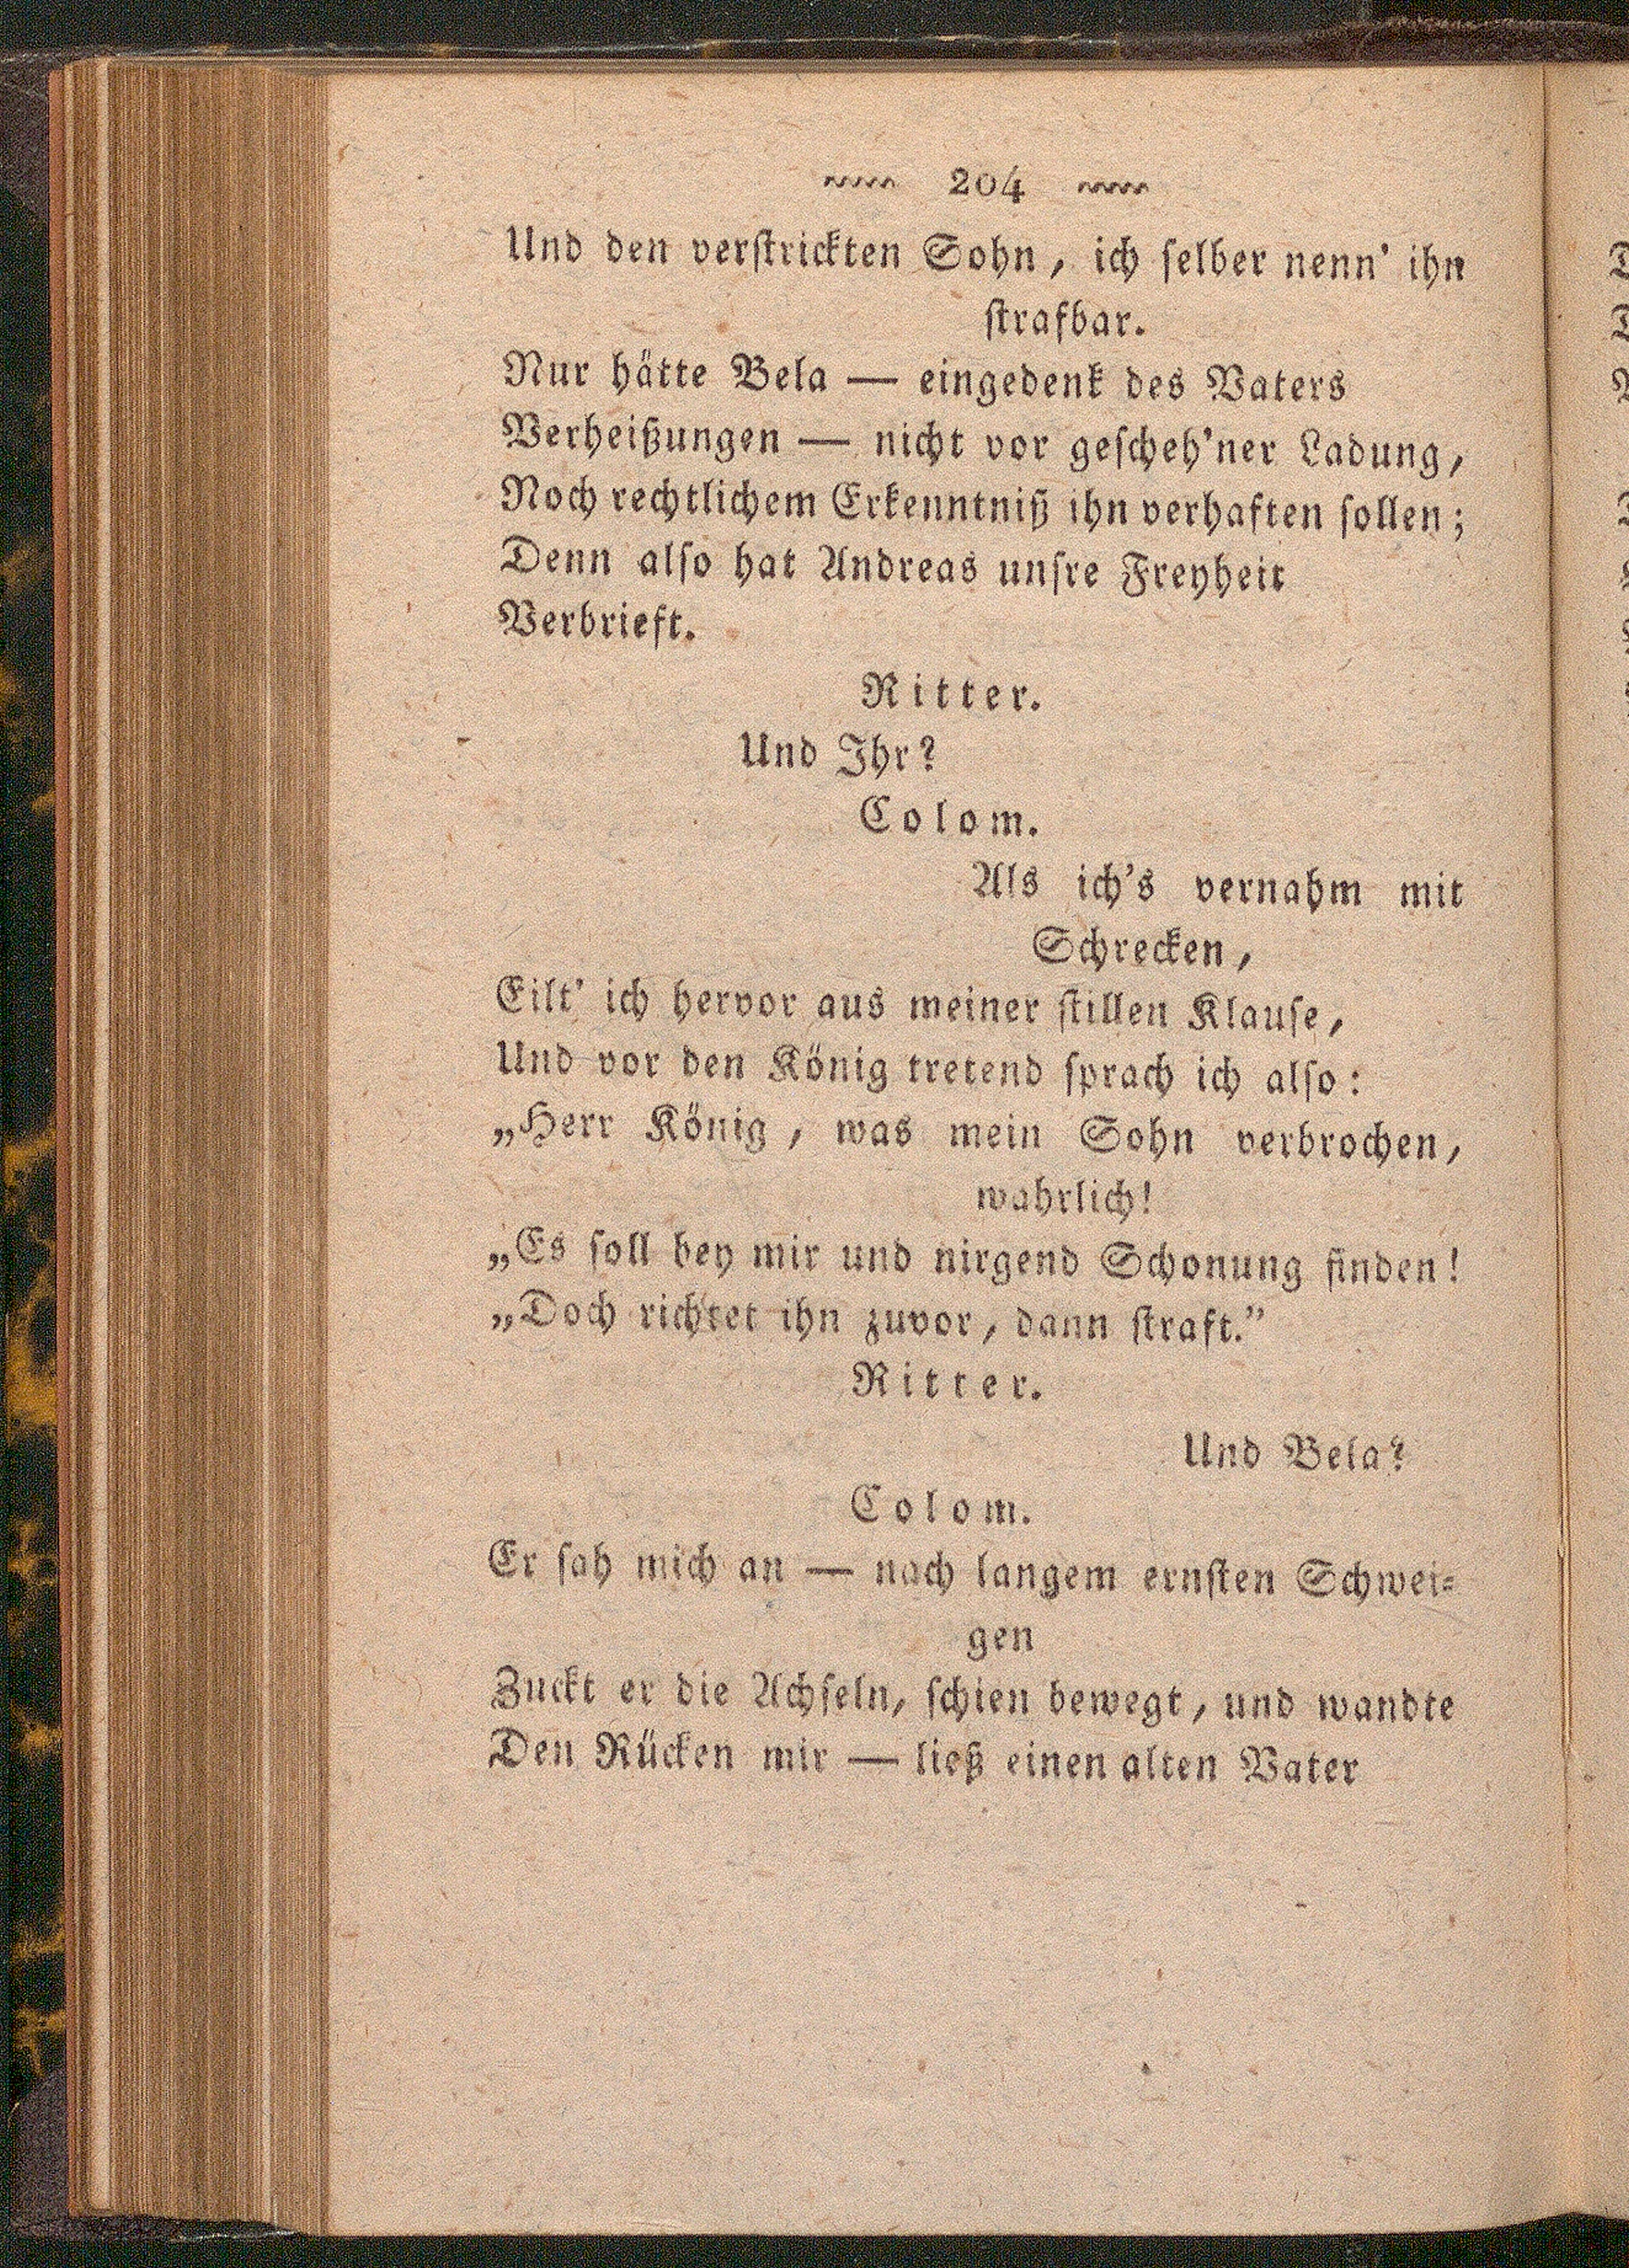 204
Und den verstrickten Sohn, ich selber nenn' ihn
strafbar.
Nur hätte Bela — eingedenk des Vaters
Verheißungen — nicht vor gescheh'ner Ladung,
Noch rechtlichem Erkenntniß ihn verhaften sollen;
Denn also hat Andreas unsre Freyheit
Verbrieft.
Ritter.
Und Ihr?
Colom.
Als ich's vernahm mit
Schrecken,
Eilt' ich hervor aus meiner stillen Klause,
Und vor den König tretend sprach ich also:
„Herr König, was mein Sohn verbrochen,
wahrlich!
„Es soll bey mir und nirgend Schonung finden!
„Doch richtet ihn zuvor, dann straft.”
Ritter.
Und Bela?
Colom.
Er sah mich an — nach langem ernsten Schwei-
gen
Zuckt er die Achseln, schien bewegt, und wandte
Den Rücken mir — ließ einen alten Vater